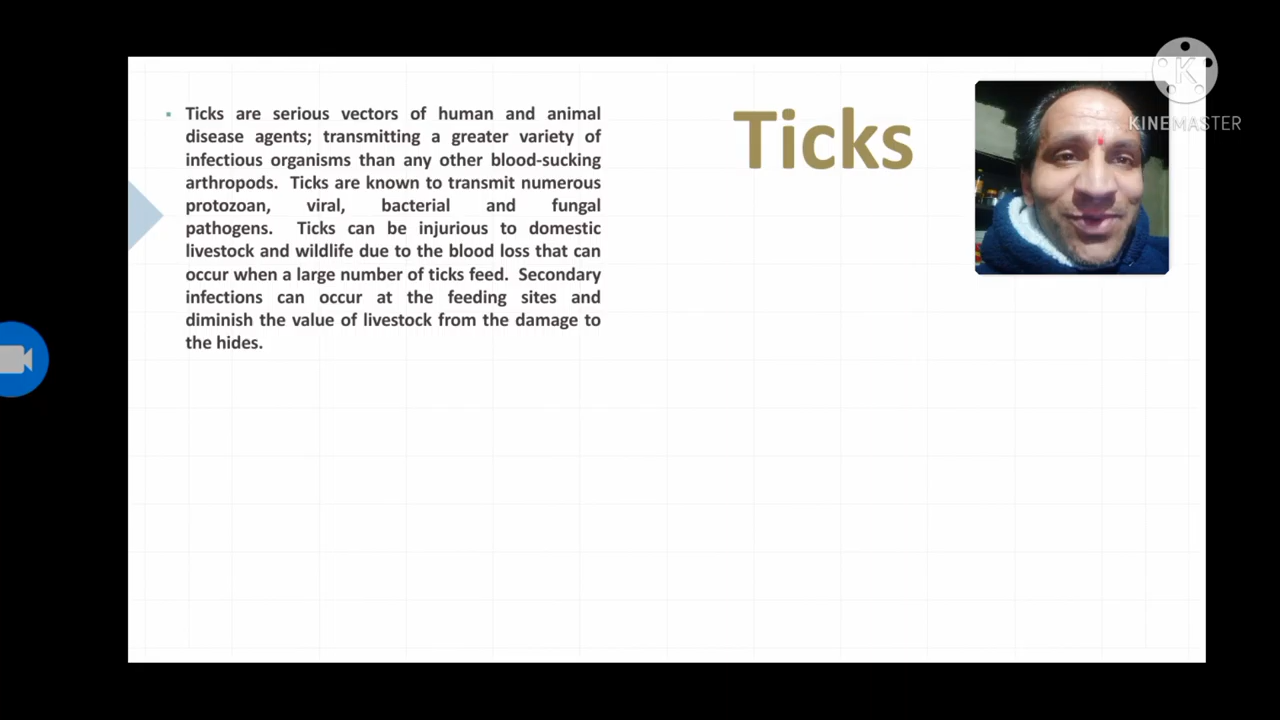 Ticks are serious vectors of human and animal
disease agents; transmitting a greater variety of
infectious organisms than any other blood-sucking
arthropods. Ticks are known to transmit numerous
protozoan, viral, bacterial and fungal
pathogens. Ticks can be injurious to domestic
livestock and wildlife due to the blood loss that can
occur when a large number of ticks feed. Secondary
infections can occur at the feeding sites and
diminish the value of livestock from the damage to
the hides.
Ticks
K
KINEMASTER